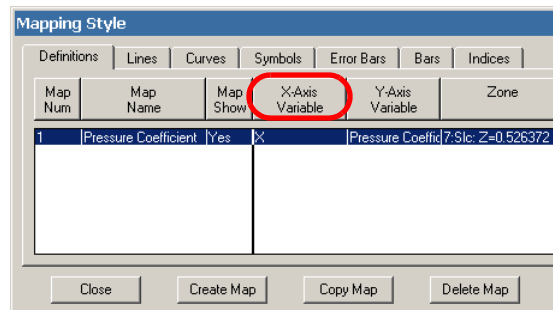 Mapping Style
Definitions Lines Curves Symbols Error Bars Bars Indices
Map Num Map Name Map Show X-Axis Variable Y-Axis Variable Zone
1 Pressure Coefficient Yes X Pressure Coeffic 7:Slc: Z=0.526372
Close Create Map Copy Map Delete Map